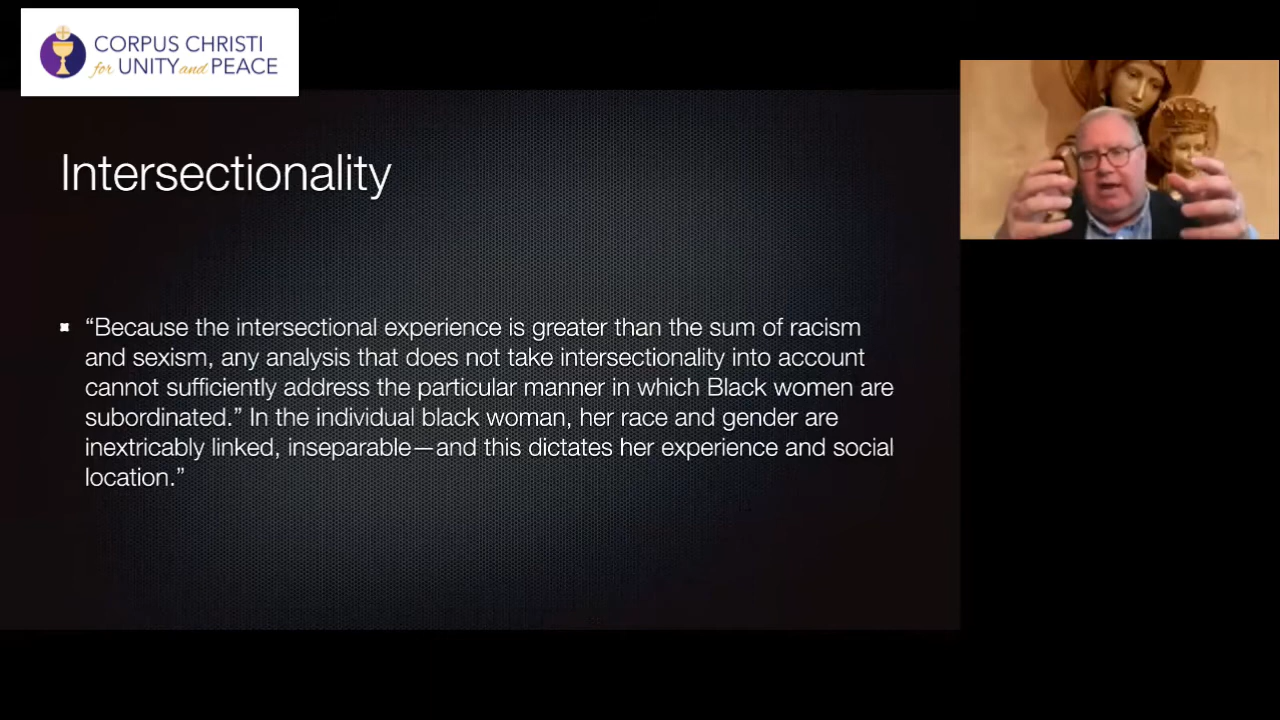 CORPUS CHRISTI
for UNITY and PEACE
Intersectionality
“Because the intersectional experience is greater than the sum of racism
and sexism, any analysis that does not take intersectionality into account
cannot sufficiently address the particular manner in which Black women are
subordinated.” In the individual black woman, her race and gender are
inextricably linked, inseparable—and this dictates her experience and social
location.”